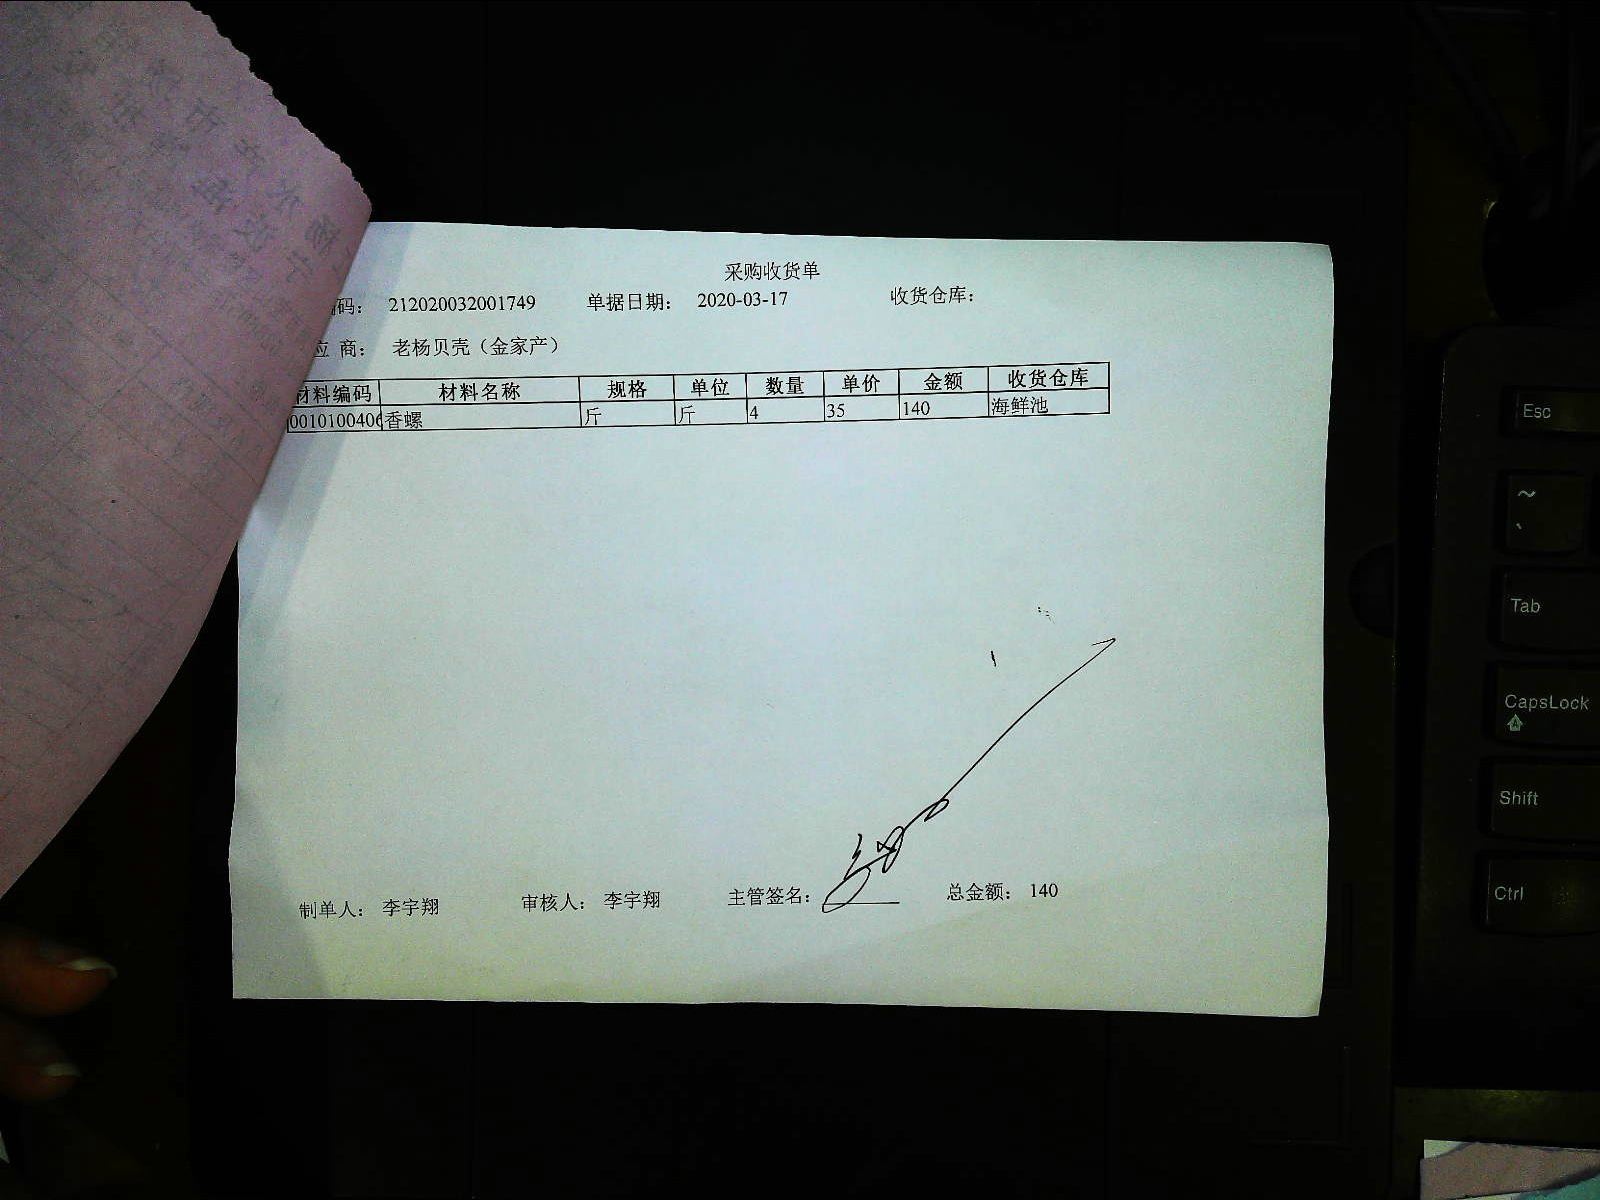 采购收货单
编码： 212020032001749 单据日期： 2020-03-17 收货仓库：
应 商： 老杨贝壳（金家产）
材料编码 材料名称 规格 单位 数量 单价 金额 收货仓库
0010100406 香螺 斤 斤 4 35 140 海鲜池
制单人： 李宇翔 审核人： 李宇翔 主管签名： 总金额： 140
Esc
~
`
Tab
CapsLock
A
Shift
Ctrl